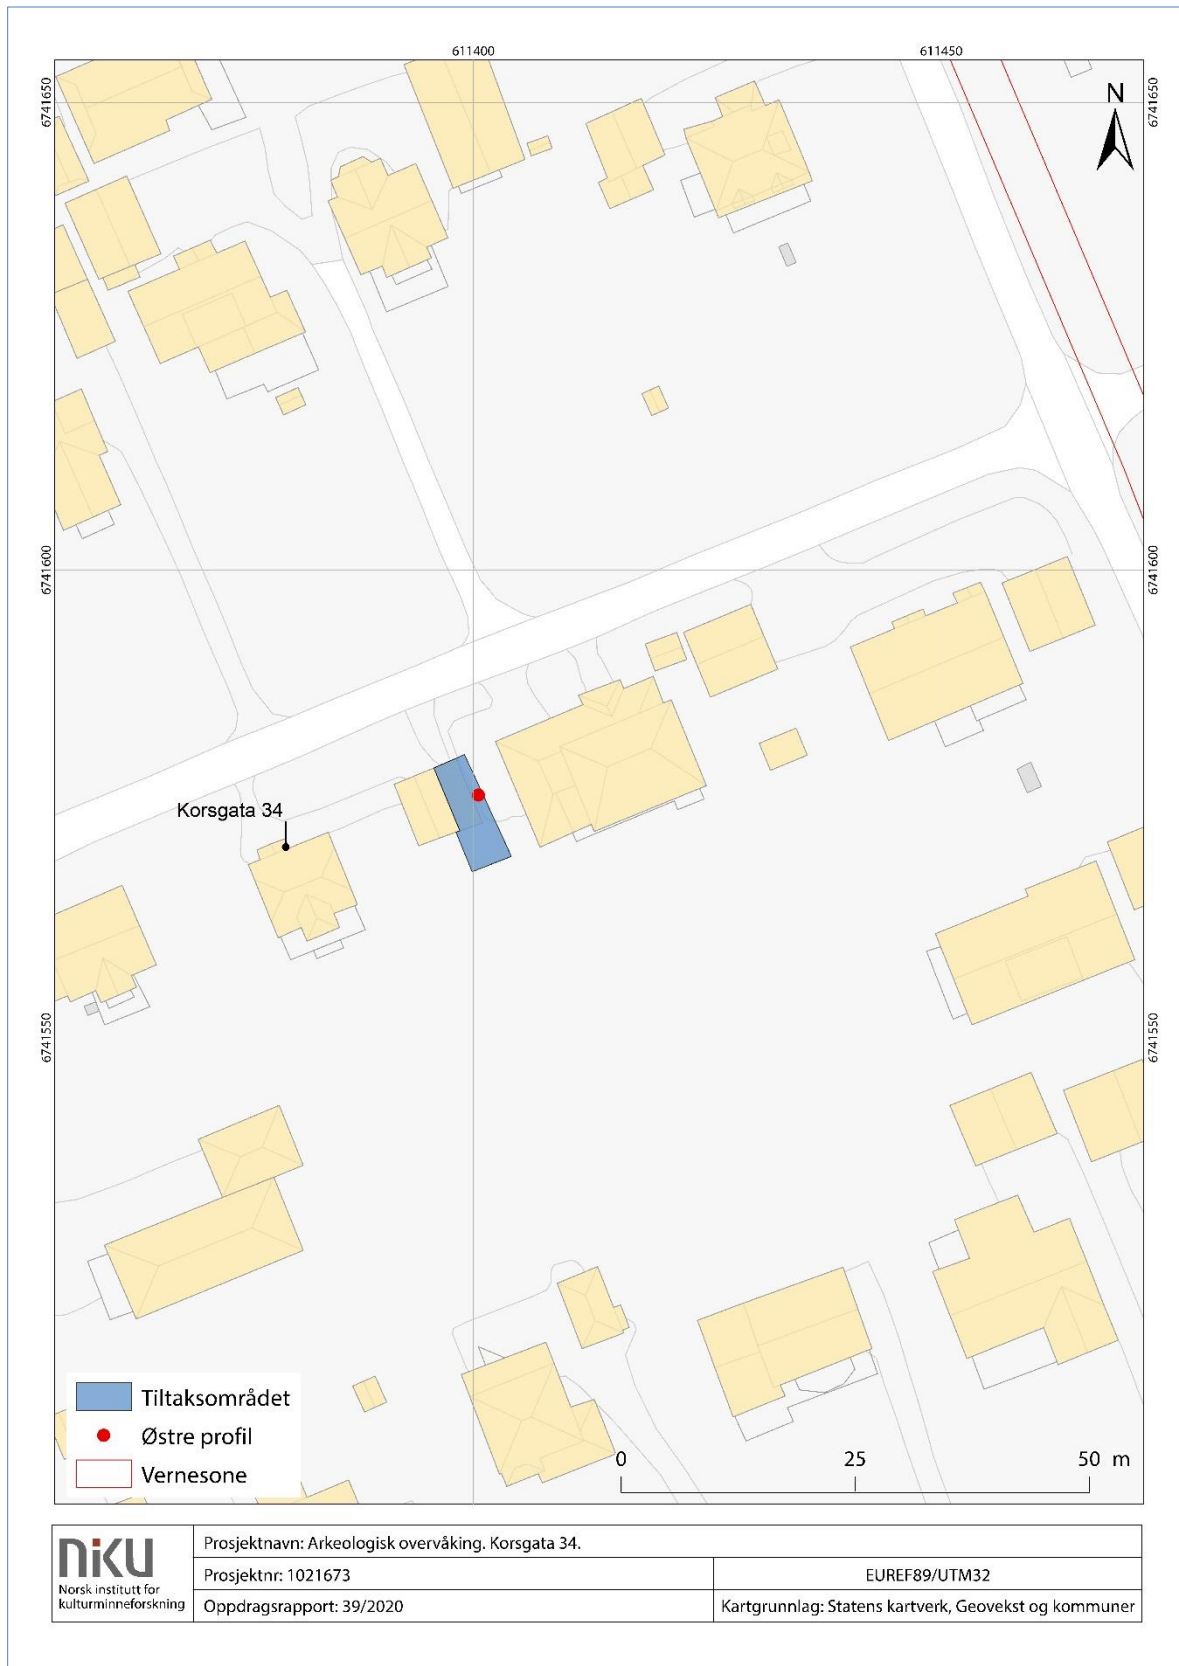 611400
611450
6741650
6741650
N
6741600
6741600
Korsgata 34
6741550
6741550
Tiltaksområdet
Østre profil
Vernesone
0 25 50 m
niku
Norsk institutt for
kulturminneforskning
Prosjektnavn: Arkeologisk overvåking. Korsgata 34.
Prosjektnr: 1021673
EUREF89/UTM32
Oppdragsrapport: 39/2020
Kartgrunnlag: Statens kartverk, Geovekst og kommuner